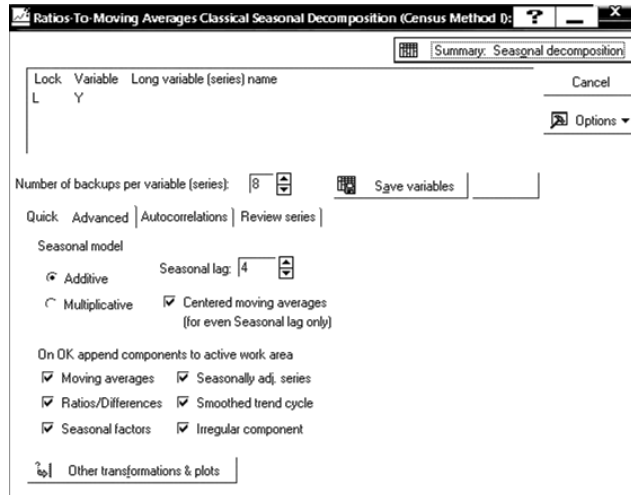 Ratios-To-Moving Averages Classical Seasonal Decomposition (Census Method I):
Summary: Seasonal decomposition
Lock Variable Long variable (series) name
L Y
Cancel
Options
Number of backups per variable (series): 8 Save variables
Quick Advanced Autocorrelations Review series
Seasonal model
Additive Seasonal lag: 4
Multiplicative Centered moving averages
(for even Seasonal lag only)
On OK append components to active work area
Moving averages Seasonally adj. series
Ratios/Differences Smoothed trend cycle
Seasonal factors Irregular component
Other transformations & plots